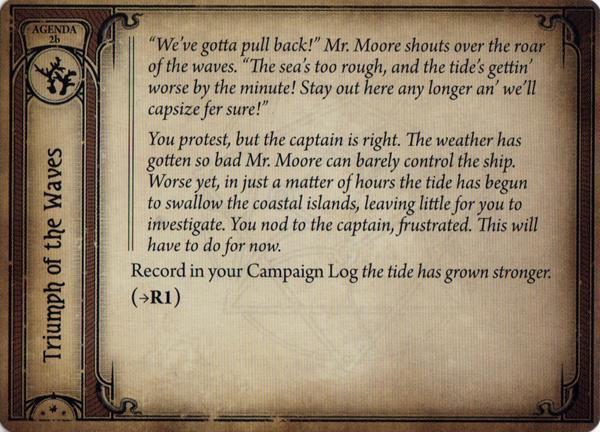 AGENDA
2b
Triumph of the Waves
“We’ve gotta pull back!” Mr. Moore shouts over the roar
of the waves. “The sea’s too rough, and the tide’s gettin’
worse by the minute! Stay out here any longer an’ we’ll
capsize fer sure!”
You protest, but the captain is right. The weather has
gotten so bad Mr. Moore can barely control the ship.
Worse yet, in just a matter of hours the tide has begun
to swallow the coastal islands, leaving little for you to
investigate. You nod to the captain, frustrated. This will
have to do for now.
Record in your Campaign Log the tide has grown stronger.
(→R1)